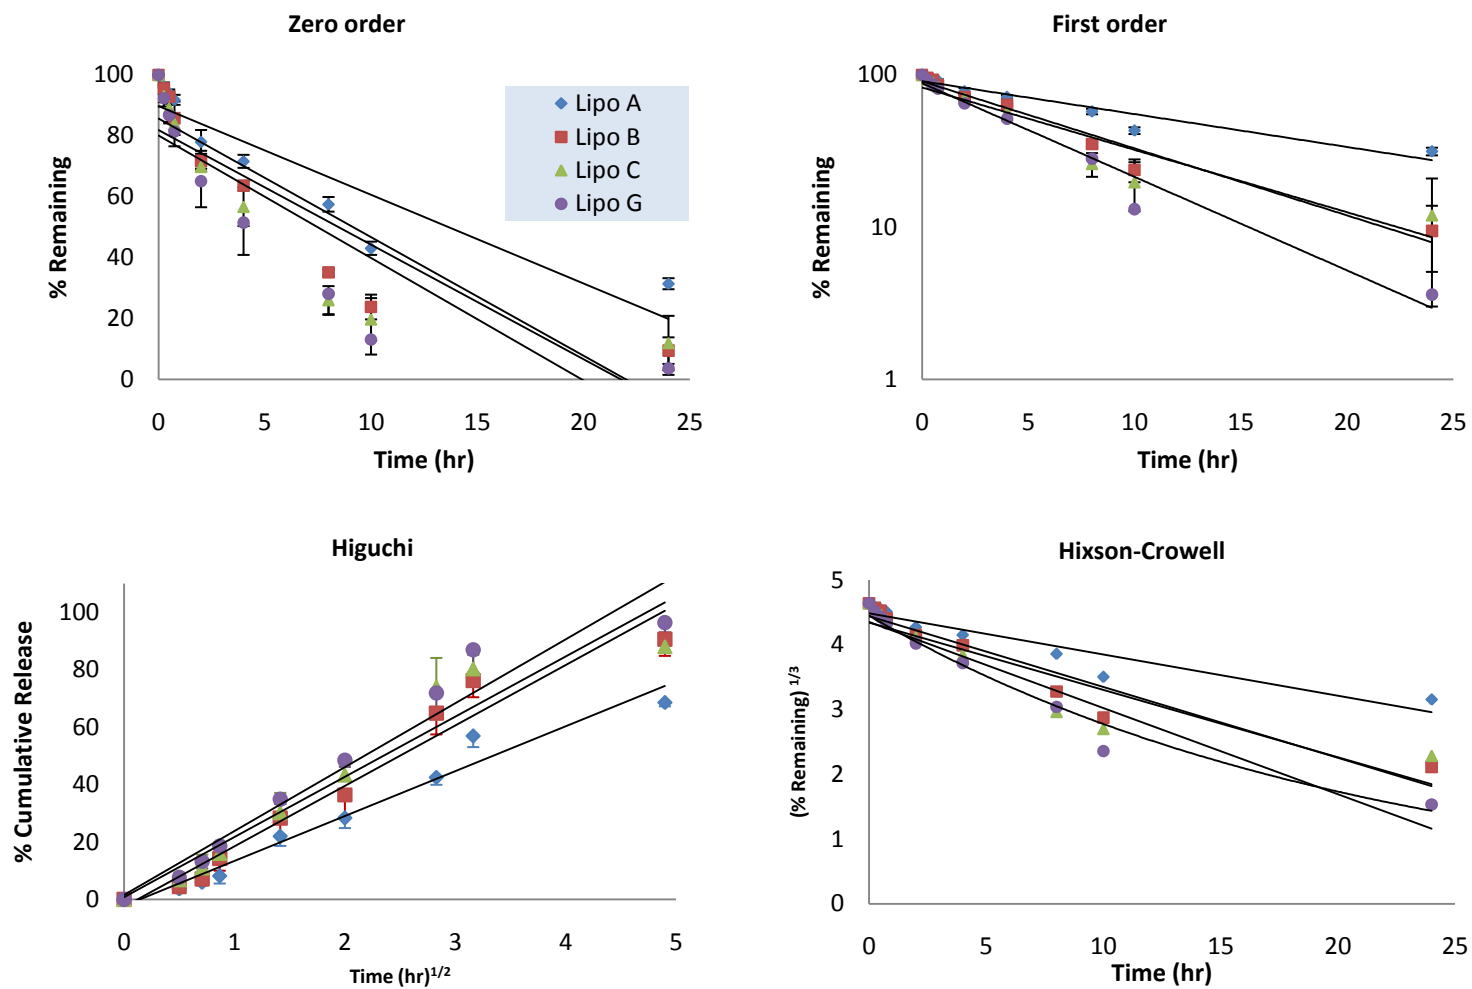 Zero order
100
80
60
40
20
0
% Remaining
0 5 10 15 20 25
Time (hr)
Lipo A
Lipo B
Lipo C
Lipo G
First order
100
10
1
% Remaining
0 5 10 15 20 25
Time (hr)
Higuchi
100
80
60
40
20
0
% Cumulative Release
0 1 2 3 4 5
Time (hr)1/2
Hixson-Crowell
5
4
3
2
1
0
(% Remaining) 1/3
0 5 10 15 20 25
Time (hr)